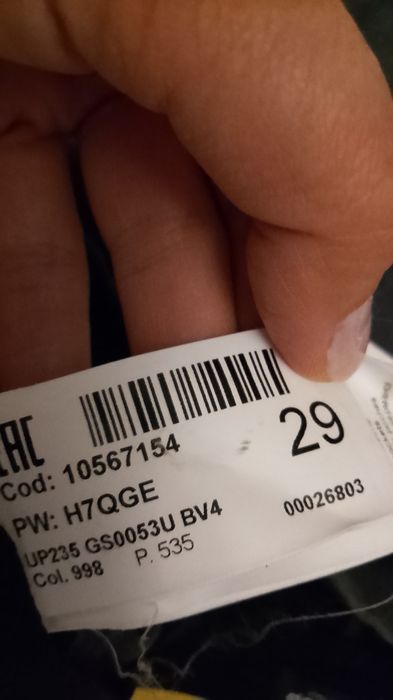 EAC
29
Cod: 10567154
PW: H7QGE
00026803
UP235 GS0053U BV4
Col. 998 P. 535